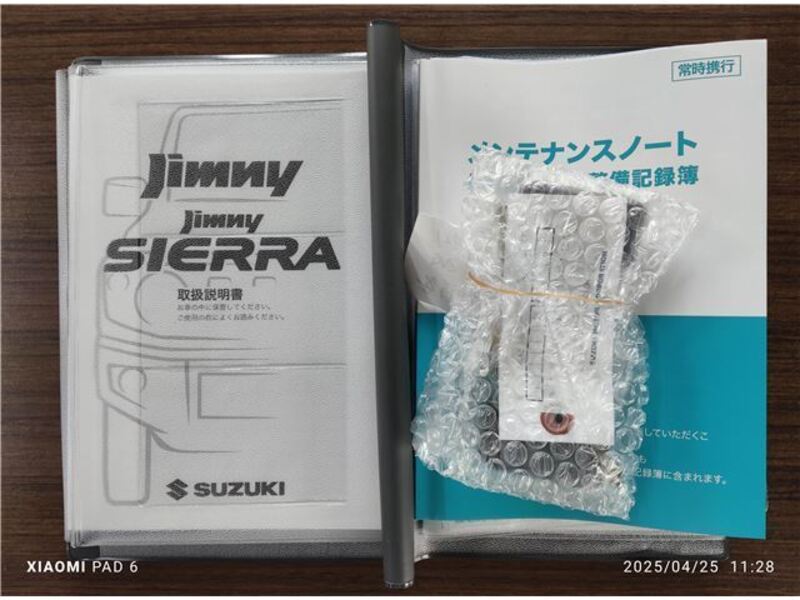 Jimny
Jimny
SIERRA
取扱説明書
お車の中に保管してください。
ご使用の前によくお読みください。
SUZUKI
常時携行
メンテナンスノート
整備記録簿
していただくこ
も
記録簿に含まれます。
XIAOMI PAD 6
2025/04/25 11:28